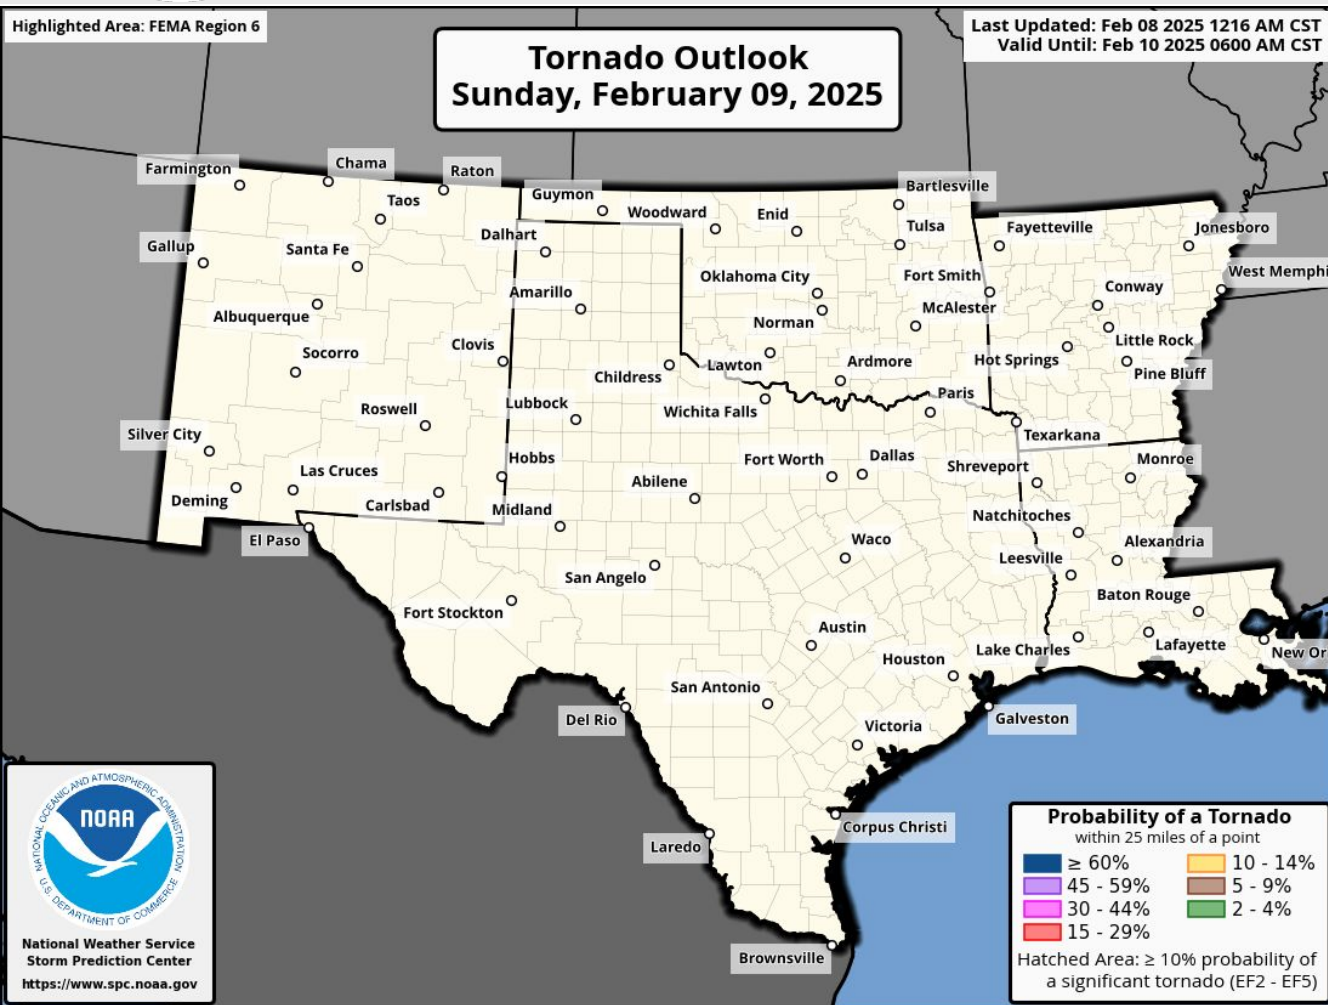 Highlighted Area: FEMA Region 6
Last Updated: Feb 08 2025 1216 AM CST
Valid Until: Feb 10 2025 0600 AM CST
Tornado Outlook
Sunday, February 09, 2025
Farmington
Chama
Raton
Taos
Guymon
Woodward
Enid
Bartlesville
Tulsa
Fayetteville
Jonesboro
Gallup
Santa Fe
Dalhart
Oklahoma City
Fort Smith
West Memphi
Albuquerque
Amarillo
Norman
McAlester
Conway
Socorro
Clovis
Childress
Lawton
Ardmore
Hot Springs
Little Rock
Pine Bluff
Roswell
Lubbock
Wichita Falls
Paris
Texarkana
Silver City
Las Cruces
Hobbs
Abilene
Fort Worth
Dallas
Shreveport
Monroe
Deming
Carlsbad
Midland
Natchitoches
El Paso
San Angelo
Waco
Leesville
Alexandria
Fort Stockton
Austin
Baton Rouge
Houston
Lake Charles
Lafayette
New Or
Del Rio
San Antonio
Victoria
Galveston
Laredo
Corpus Christi
Brownsville
NATIONAL OCEANIC AND ATMOSPHERIC ADMINISTRATION
NOAA
U.S. DEPARTMENT OF COMMERCE
National Weather Service
Storm Prediction Center
https://www.spc.noaa.gov
Probability of a Tornado
within 25 miles of a point
≥ 60%
45 - 59%
30 - 44%
15 - 29%
10 - 14%
5 - 9%
2 - 4%
Hatched Area: ≥ 10% probability of
a significant tornado (EF2 - EF5)